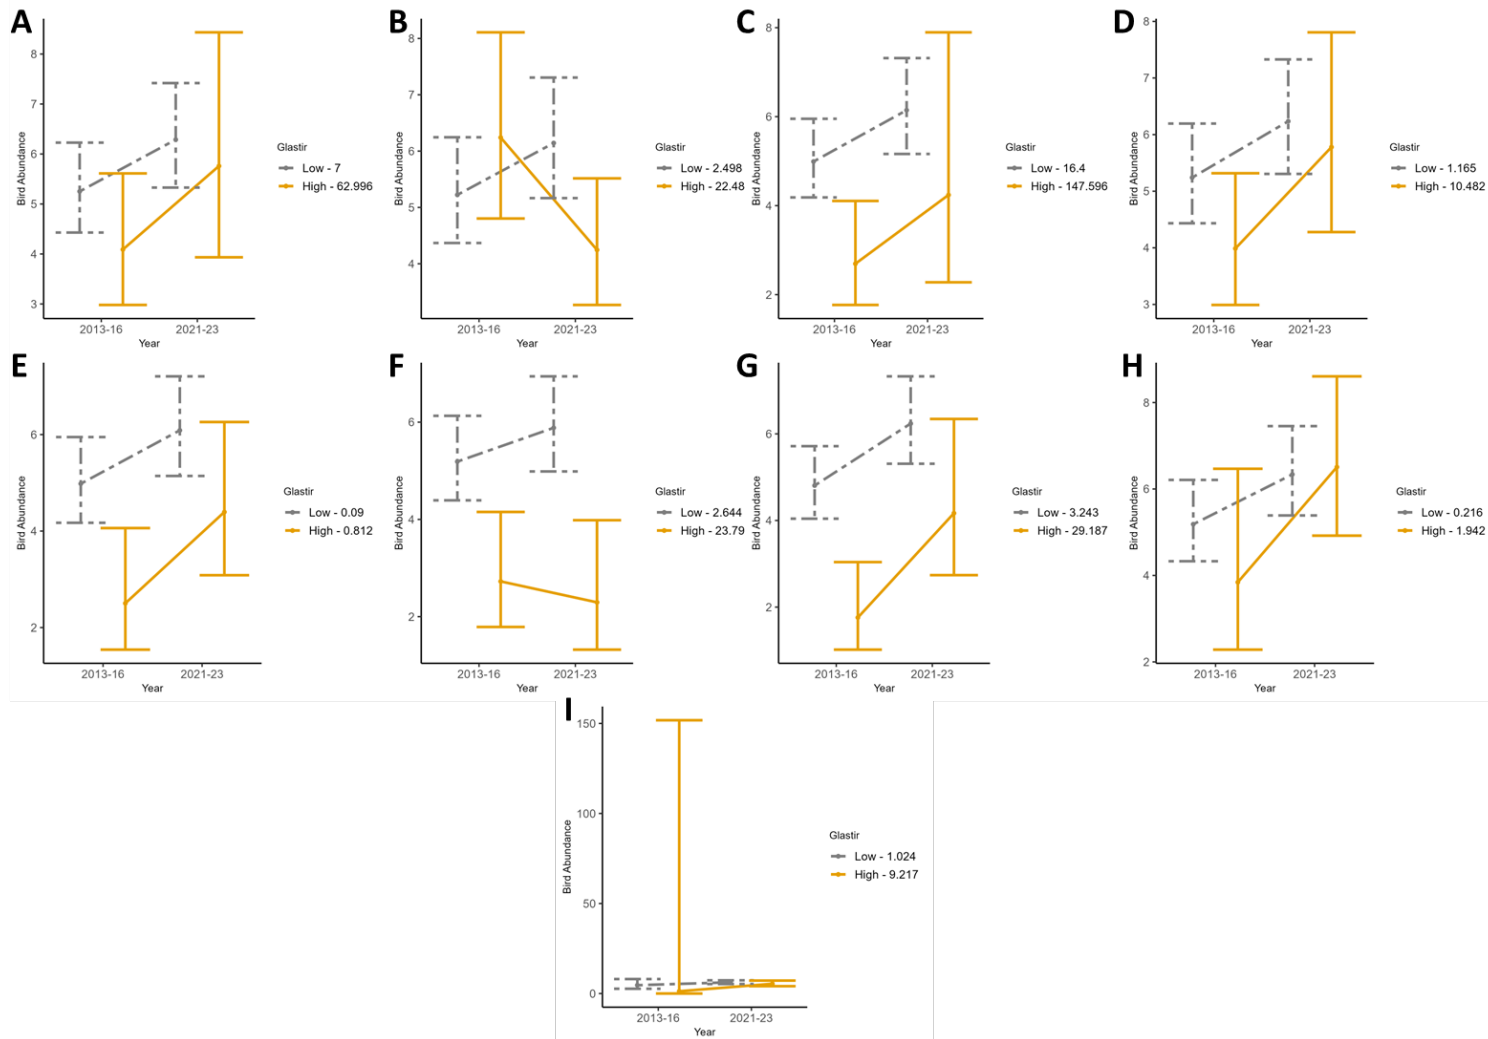 A
Bird Abundance
8
7
6
5
4
3
2013-16 2021-23
Year
Glastir
Low - 7
High - 62.996
B
Bird Abundance
8
7
6
5
4
2013-16 2021-23
Year
Glastir
Low - 2.498
High - 22.48
C
Bird Abundance
8
6
4
2
2013-16 2021-23
Year
Glastir
Low - 16.4
High - 147.596
D
Bird Abundance
8
7
6
5
4
3
2013-16 2021-23
Year
Glastir
Low - 1.165
High - 10.482
E
Bird Abundance
6
4
2
2013-16 2021-23
Year
Glastir
Low - 0.09
High - 0.812
F
Bird Abundance
6
4
2
2013-16 2021-23
Year
Glastir
Low - 2.644
High - 23.79
G
Bird Abundance
6
4
2
2013-16 2021-23
Year
Glastir
Low - 3.243
High - 29.187
H
Bird Abundance
8
6
4
2
2013-16 2021-23
Year
Glastir
Low - 0.216
High - 1.942
I
Bird Abundance
150
100
50
0
2013-16 2021-23
Year
Glastir
Low - 1.024
High - 9.217